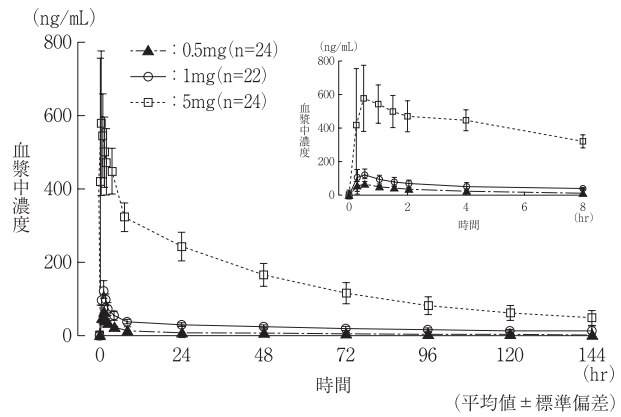 (ng/mL)
800
600
400
200
0
血漿中濃度
0 24 48 72 96 120 144
(hr)
時間
：0.5mg(n=24)
：1mg(n=22)
：5mg(n=24)
(ng/mL)
800
600
400
200
0
血漿中濃度
0 2 4 6 8
(hr)
時間
(平均値±標準偏差)